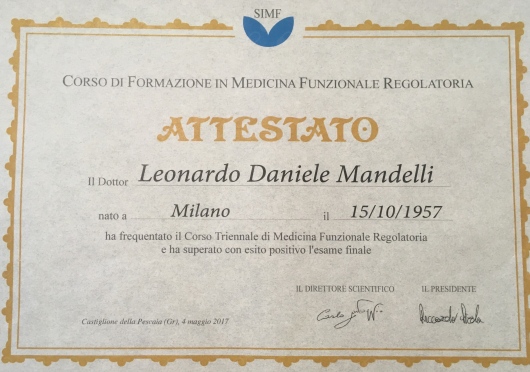 SIMF
CORSO DI FORMAZIONE IN MEDICINA FUNZIONALE REGOLATORIA
ATTESTATO
Il Dottor Leonardo Daniele Mandelli
nato a Milano il 15/10/1957
ha frequentato il Corso Triennale di Medicina Funzionale Regolatoria
e ha superato con esito positivo l'esame finale
IL DIRETTORE SCIENTIFICO IL PRESIDENTE
Castiglione della Pescaia (Gr), 4 maggio 2017